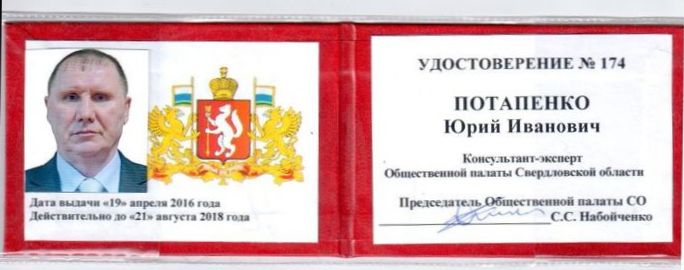 Дата выдачи «19» апреля 2016 года
Действительно до «21» августа 2018 года
УДОСТОВЕРЕНИЕ № 174
ПОТАПЕНКО
Юрий Иванович
Консультант-эксперт
Общественной палаты Свердловской области
Председатель Общественной палаты СО
С.С. Набойченко